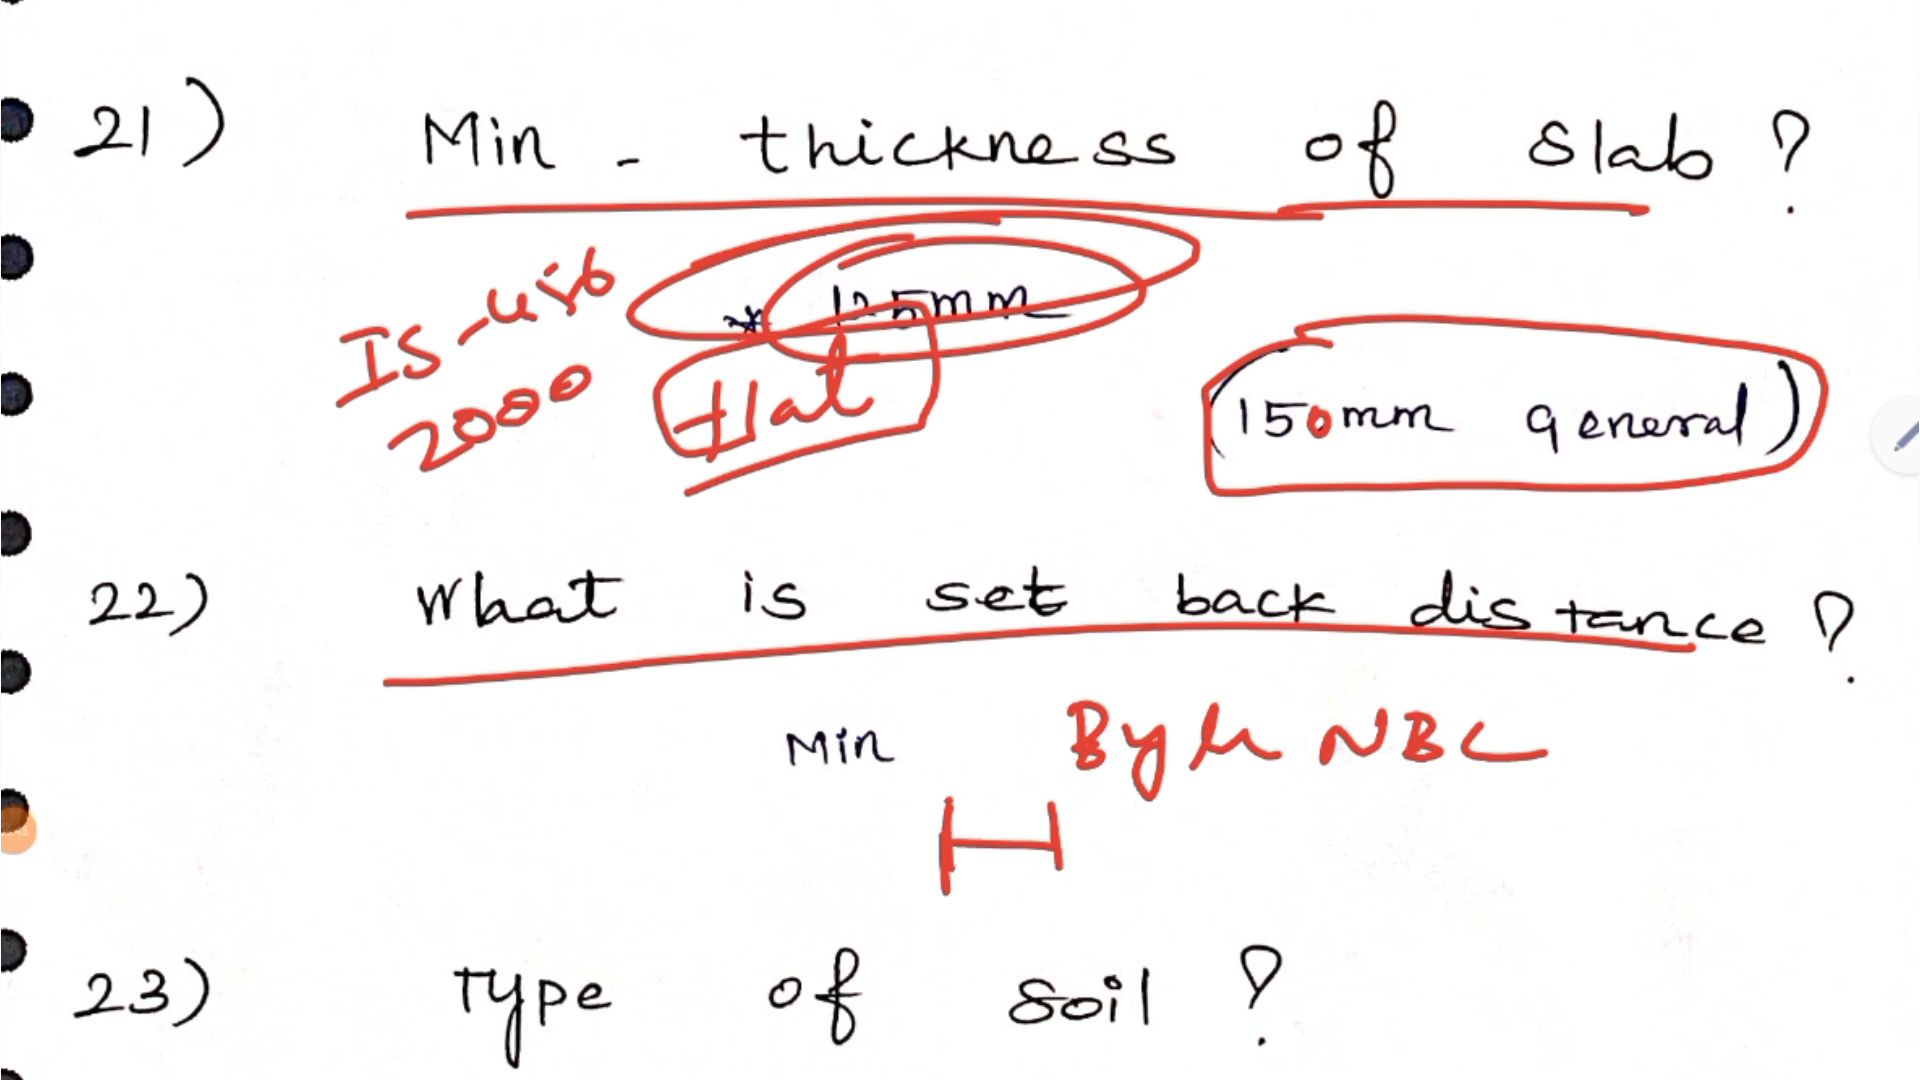 21) Min - thickness of slab ?
IS-456 2000
* 125mm
flat
(150mm general)
22) What is set back distance ?
Min
NBC
23) Type of soil ?